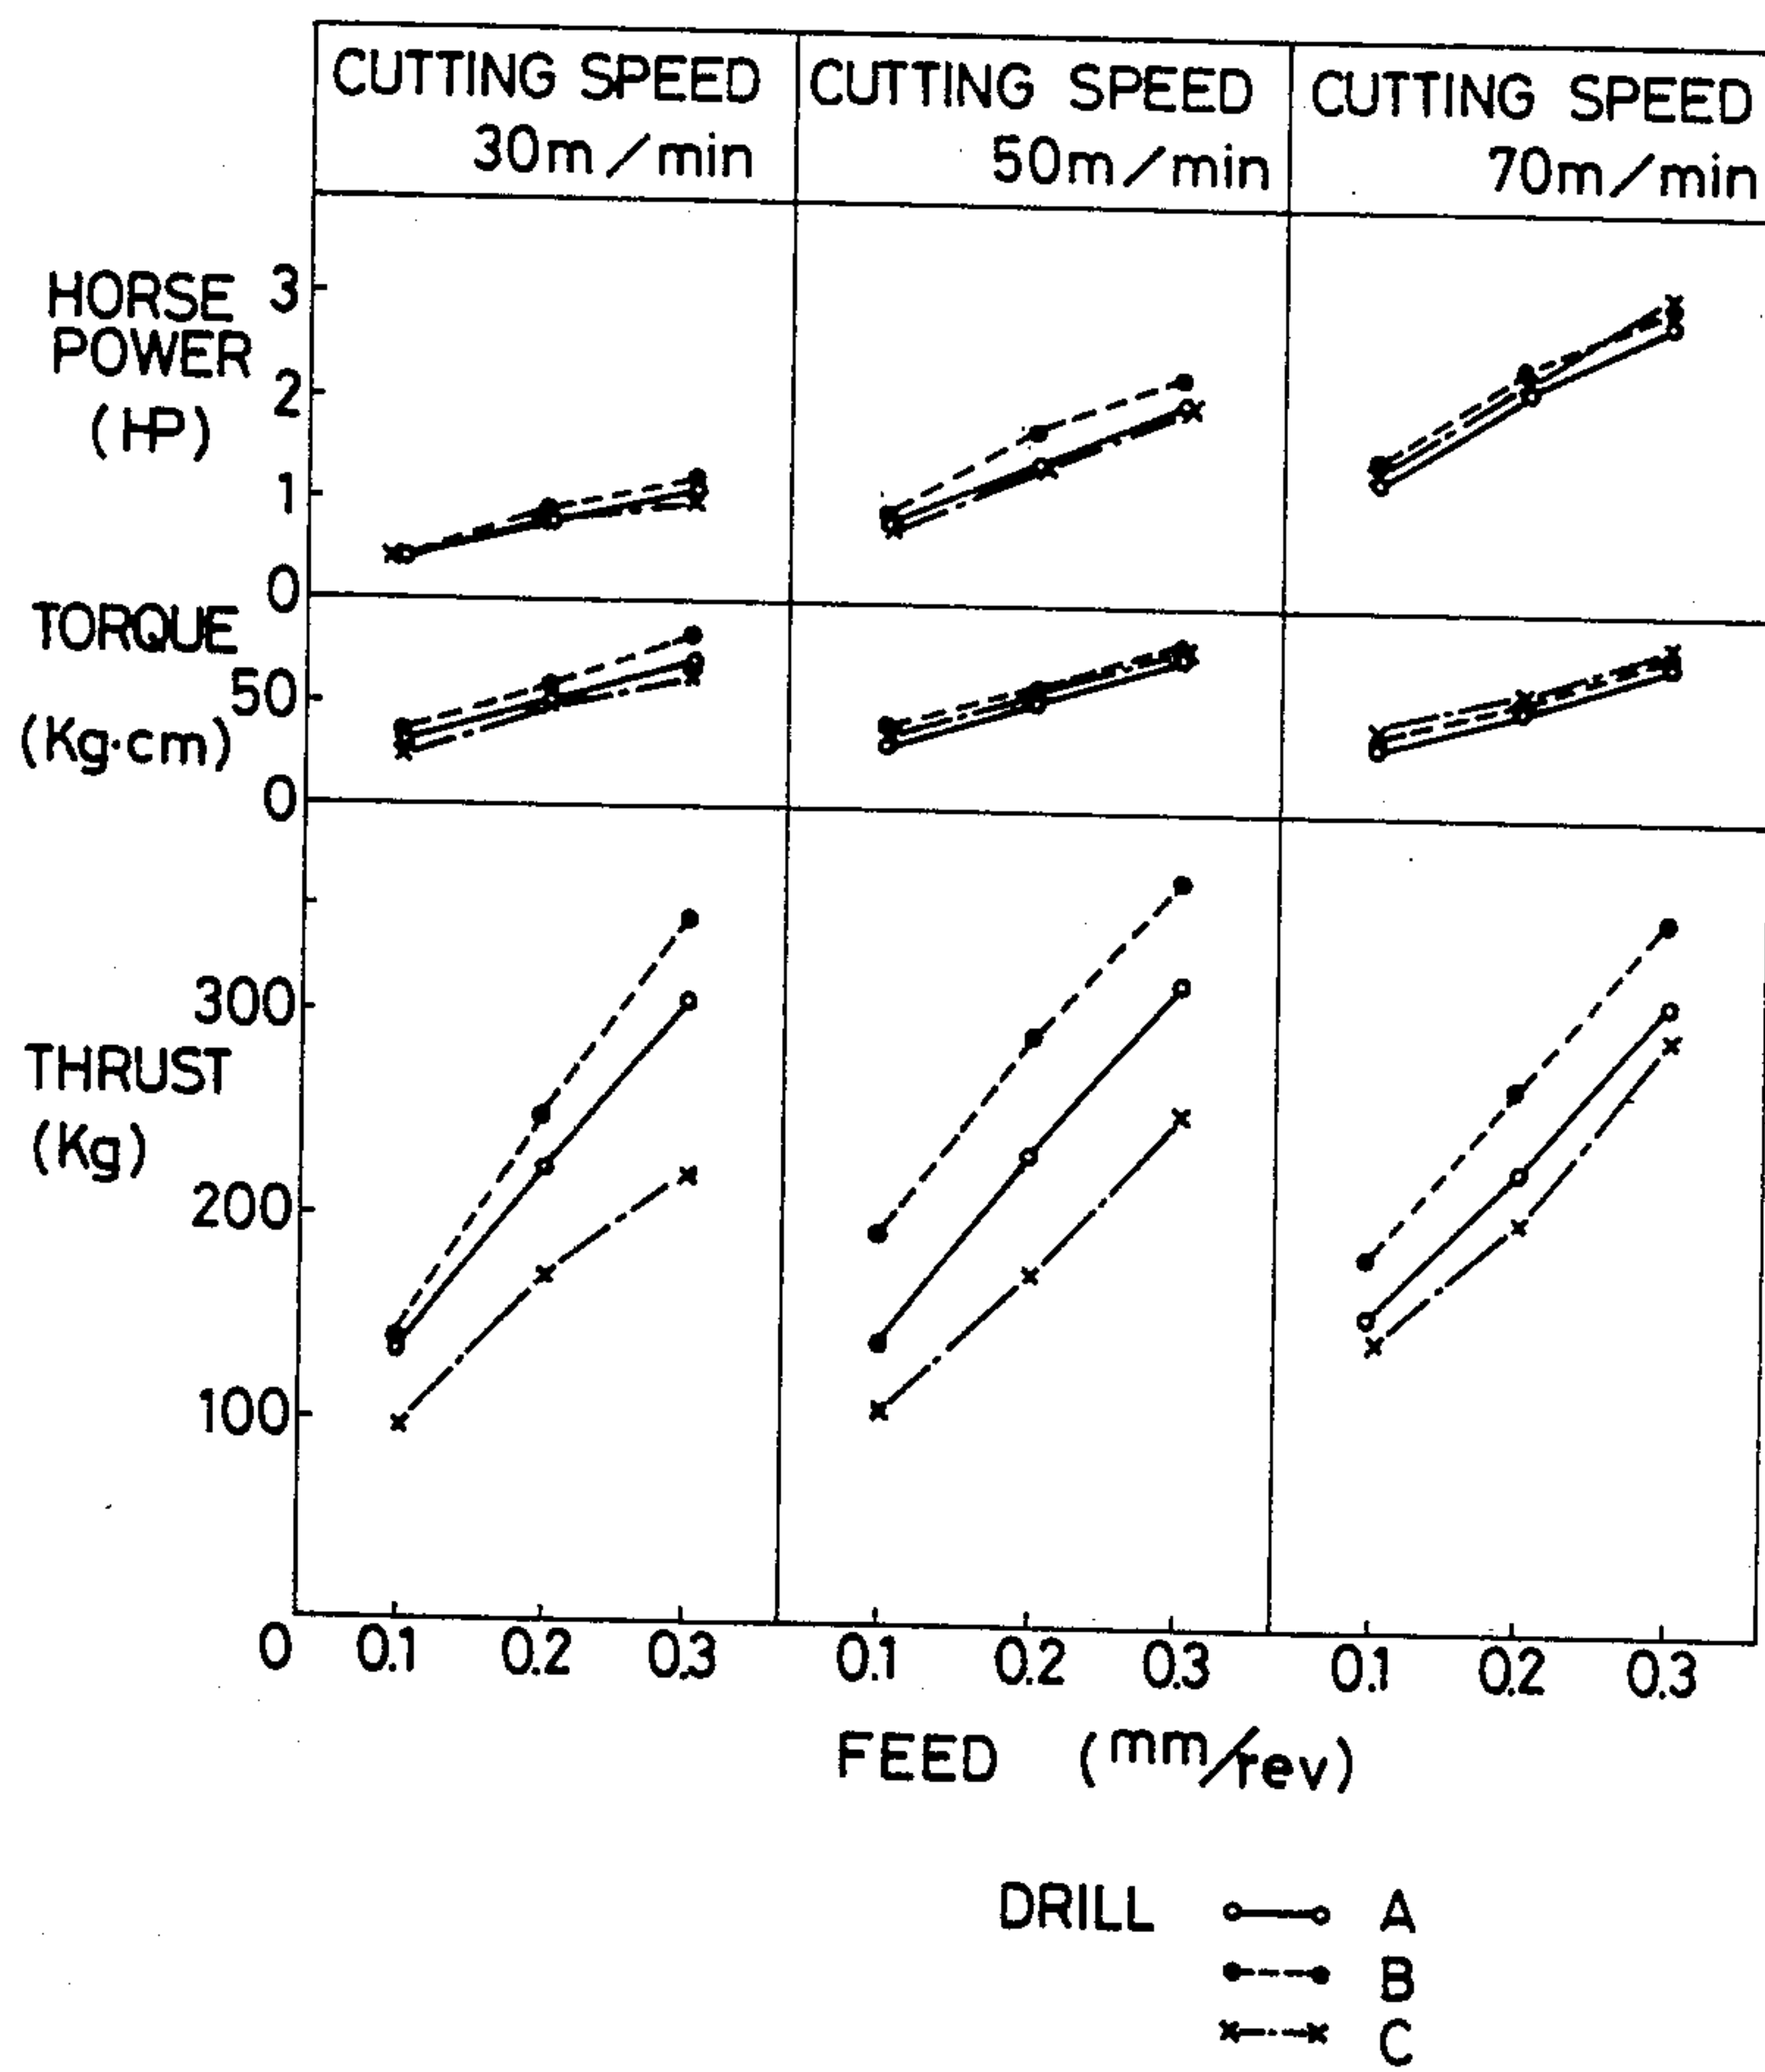 CUTTING SPEED
30m/min
CUTTING SPEED
50m/min
CUTTING SPEED
70m/min
HORSE
POWER
(HP)
3
2
1
0
TORQUE
(Kg·cm)
50
0
THRUST
(Kg)
300
200
100
0 0.1 0.2 0.3 0.1 0.2 0.3 0.1 0.2 0.3
FEED (mm/rev)
DRILL A
B
C